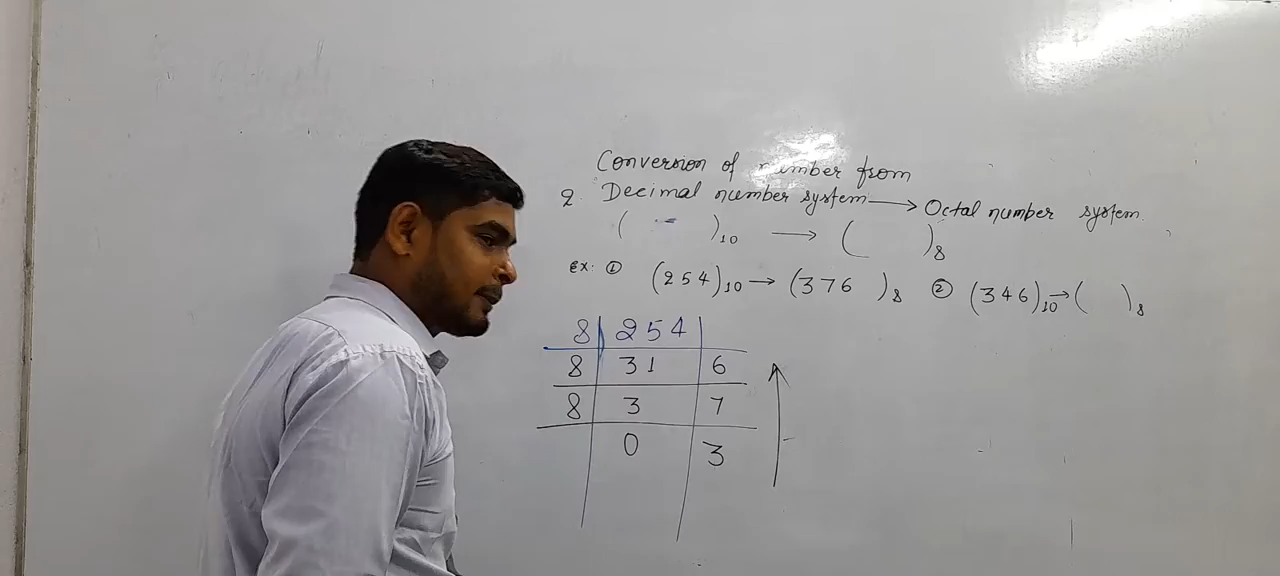 Conversion of number from
2. Decimal number system → Octal number system.
( )10 → ( )8
ex: ① (254)10 → (376 )8 ② (346)10 → ( )8
8 254
8 31 6
8 3 7
0 3